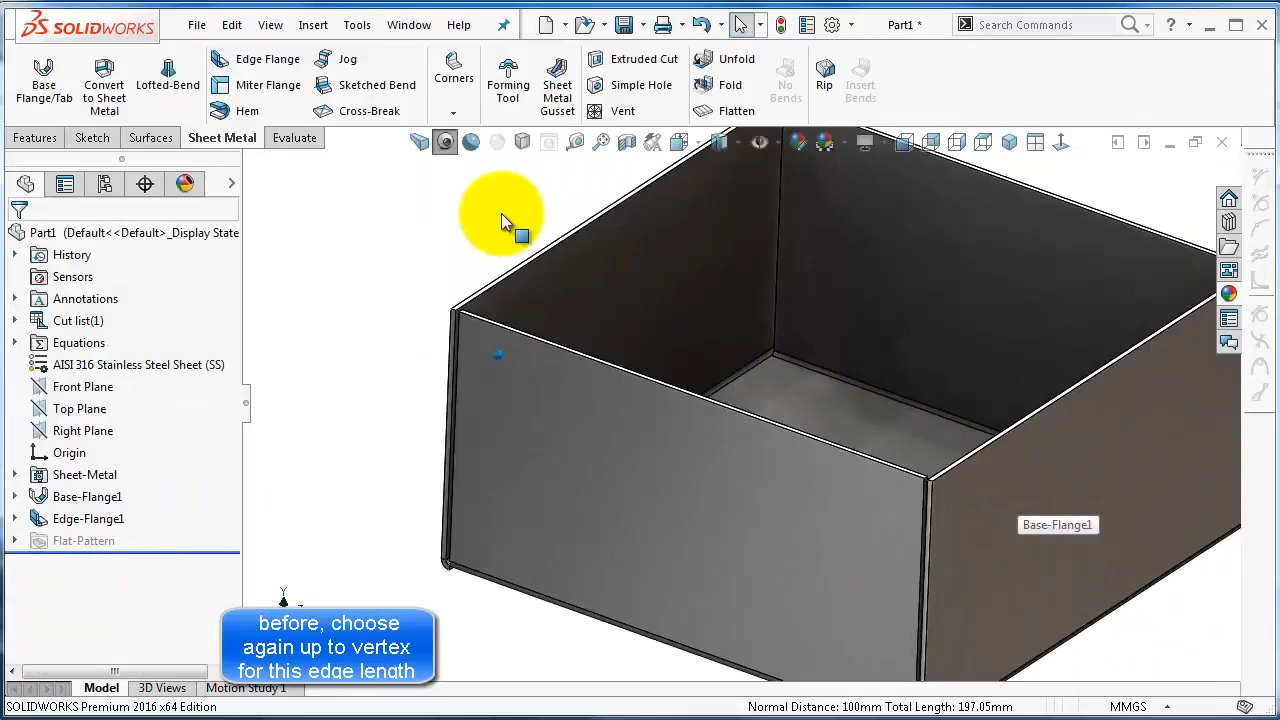 SOLIDWORKS
File Edit View Insert Tools Window Help
Part1 *
Search Commands
Base Flange/Tab
Convert to Sheet Metal
Lofted-Bend
Edge Flange
Miter Flange
Hem
Jog
Sketched Bend
Cross-Break
Corners
Forming Tool
Sheet Metal Gusset
Extruded Cut
Simple Hole
Vent
Unfold
Fold
Flatten
No Bends
Rip
Insert Bends
Features Sketch Surfaces Sheet Metal Evaluate
Part1 (Default<<Default>_Display State
History
Sensors
Annotations
Cut list(1)
Equations
AISI 316 Stainless Steel Sheet (SS)
Front Plane
Top Plane
Right Plane
Origin
Sheet-Metal
Base-Flange1
Edge-Flange1
Flat-Pattern
Base-Flange1
Y
before, choose
again up to vertex
for this edge length
Model 3D Views Motion Study 1
SOLIDWORKS Premium 2016 x64 Edition
Normal Distance: 100mm Total Length: 197.05mm
MMGS